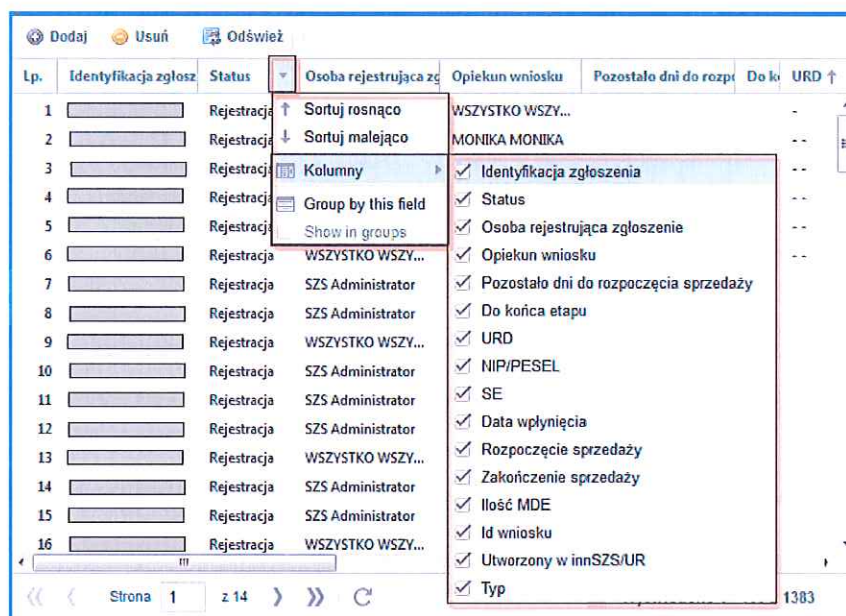 Dodaj Usuń Odśwież
Lp. Identyfikacja zgłosz Status Osoba rejestrująca zg Opiekun wniosku Pozostało dni do rozpo Do ko URD ↑
1 Rejestracja WSZYSTKO WSZY... -
2 Rejestracja MONIKA MONIKA - -
3 Rejestracja - -
4 Rejestracja - -
5 Rejestracja - -
6 Rejestracja WSZYSTKO WSZY... - -
7 Rejestracja SZS Administrator
8 Rejestracja SZS Administrator
9 Rejestracja WSZYSTKO WSZY...
10 Rejestracja SZS Administrator
11 Rejestracja SZS Administrator
12 Rejestracja SZS Administrator
13 Rejestracja WSZYSTKO WSZY...
14 Rejestracja SZS Administrator
15 Rejestracja SZS Administrator
16 Rejestracja WSZYSTKO WSZY...
Sortuj rosnąco
Sortuj malejąco
Kolumny
Group by this field
Show in groups
Identyfikacja zgłoszenia
Status
Osoba rejestrująca zgłoszenie
Opiekun wniosku
Pozostało dni do rozpoczęcia sprzedaży
Do końca etapu
URD
NIP/PESEL
SE
Data wpłynięcia
Rozpoczęcie sprzedaży
Zakończenie sprzedaży
Ilość MDE
Id wniosku
Utworzony w innSZS/UR
Typ
Strona 1 z 14 1383